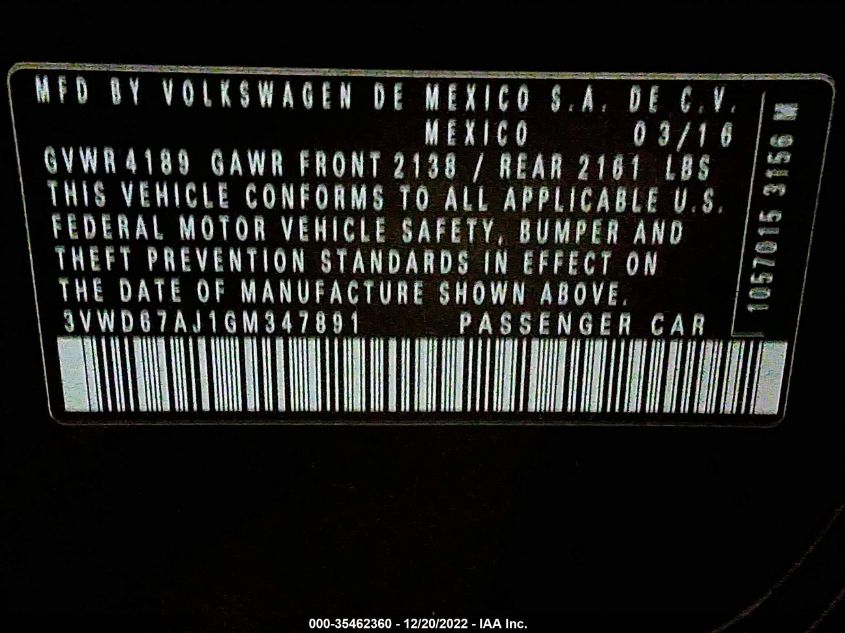 MFD BY VOLKSWAGEN DE MEXICO S.A. DE C.V.
MEXICO 03/16
GVWR 4189 GAWR FRONT 2138 / REAR 2161 LBS
THIS VEHICLE CONFORMS TO ALL APPLICABLE U.S.
FEDERAL MOTOR VEHICLE SAFETY, BUMPER AND
THEFT PREVENTION STANDARDS IN EFFECT ON
THE DATE OF MANUFACTURE SHOWN ABOVE.
3VWD67AJ1GM347891 PASSENGER CAR
1057015 3156 M
000-35462360 - 12/20/2022 - IAA Inc.